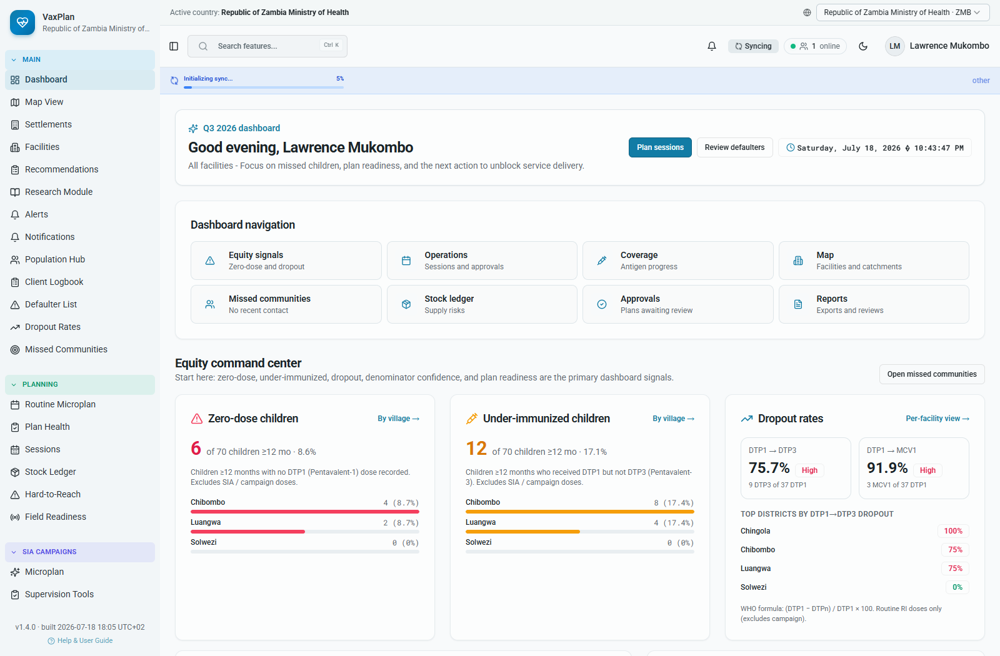 VaxPlan
Republic of Zambia Ministry of...
MAIN
Dashboard
Map View
Settlements
Facilities
Recommendations
Research Module
Alerts
Notifications
Population Hub
Client Logbook
Defaulter List
Dropout Rates
Missed Communities
PLANNING
Routine Microplan
Plan Health
Sessions
Stock Ledger
Hard-to-Reach
Field Readiness
SIA CAMPAIGNS
Microplan
Supervision Tools
v1.4.0 · built 2026-07-18 18:05 UTC+02
Help & User Guide
Active country: Republic of Zambia Ministry of Health
Republic of Zambia Ministry of Health · ZMB
Search features...
Ctrl K
Syncing
1 online
LM
Lawrence Mukombo
Initializing sync...
5%
other
Q3 2026 dashboard
Good evening, Lawrence Mukombo
All facilities - Focus on missed children, plan readiness, and the next action to unblock service delivery.
Plan sessions
Review defaulters
Saturday, July 18, 2026 � 10:43:47 PM
Dashboard navigation
Equity signals
Zero-dose and dropout
Operations
Sessions and approvals
Coverage
Antigen progress
Map
Facilities and catchments
Missed communities
No recent contact
Stock ledger
Supply risks
Approvals
Plans awaiting review
Reports
Exports and reviews
Equity command center
Start here: zero-dose, under-immunized, dropout, denominator confidence, and plan readiness are the primary dashboard signals.
Open missed communities
Zero-dose children
By village →
6 of 70 children ≥12 mo · 8.6%
Children ≥12 months with no DTP1 (Pentavalent-1) dose recorded.
Excludes SIA / campaign doses.
Chibombo 4 (8.7%)
Luangwa 2 (8.7%)
Solwezi 0 (0%)
Under-immunized children
By village →
12 of 70 children ≥12 mo · 17.1%
Children ≥12 months who received DTP1 but not DTP3 (Pentavalent-
3). Excludes SIA / campaign doses.
Chibombo 8 (17.4%)
Luangwa 4 (17.4%)
Solwezi 0 (0%)
Dropout rates
Per-facility view →
DTP1 → DTP3
75.7% High
9 DTP3 of 37 DTP1
DTP1 → MCV1
91.9% High
3 MCV1 of 37 DTP1
TOP DISTRICTS BY DTP1→DTP3 DROPOUT
Chingola 100%
Chibombo 75%
Luangwa 75%
Solwezi 0%
WHO formula: (DTP1 − DTPn) / DTP1 × 100. Routine RI doses only
(excludes campaign).